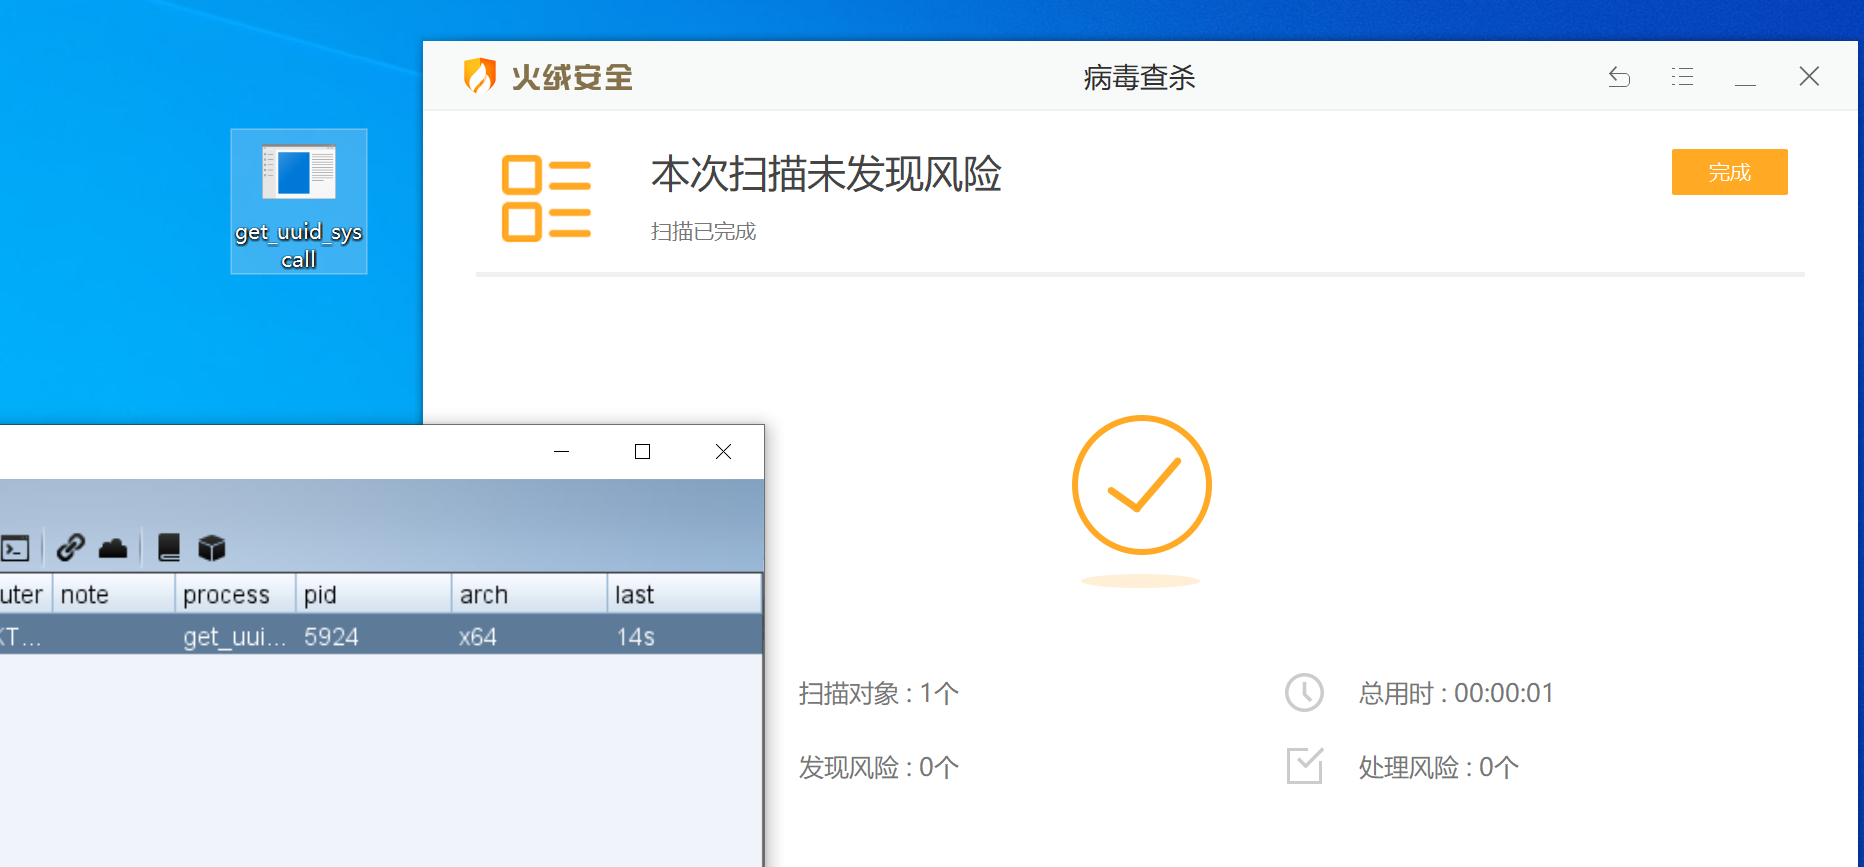 火绒安全
病毒查杀
get_uuid_sys
call
本次扫描未发现风险
完成
扫描已完成
uter note process pid arch last
KT... get_uui... 5924 x64 14s
扫描对象 : 1个
总用时 : 00:00:01
发现风险 : 0个
处理风险 : 0个